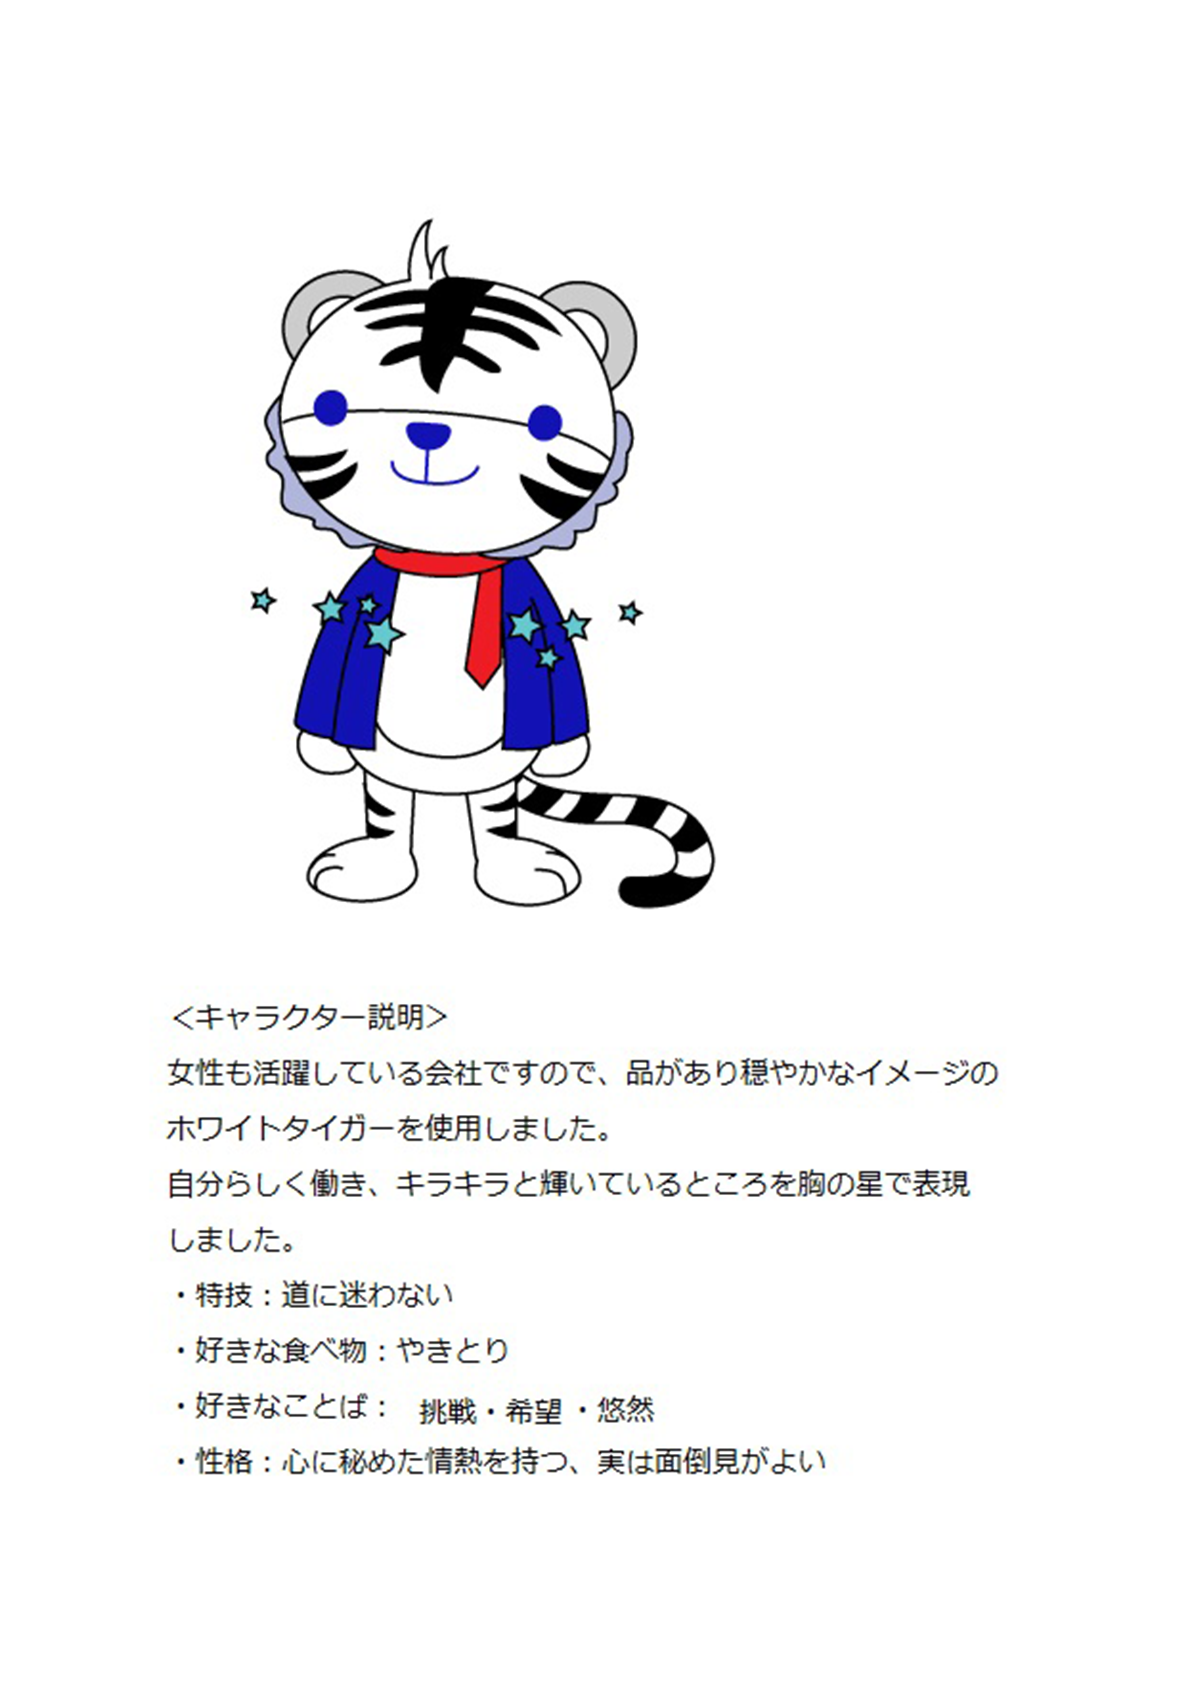 ＜キャラクター説明＞
女性も活躍している会社ですので、品があり穏やかなイメージの
ホワイトタイガーを使用しました。
自分らしく働き、キラキラと輝いているところを胸の星で表現
しました。
・特技：道に迷わない
・好きな食べ物：やきとり
・好きなことば： 挑戦・希望・悠然
・性格：心に秘めた情熱を持つ、実は面倒見がよい